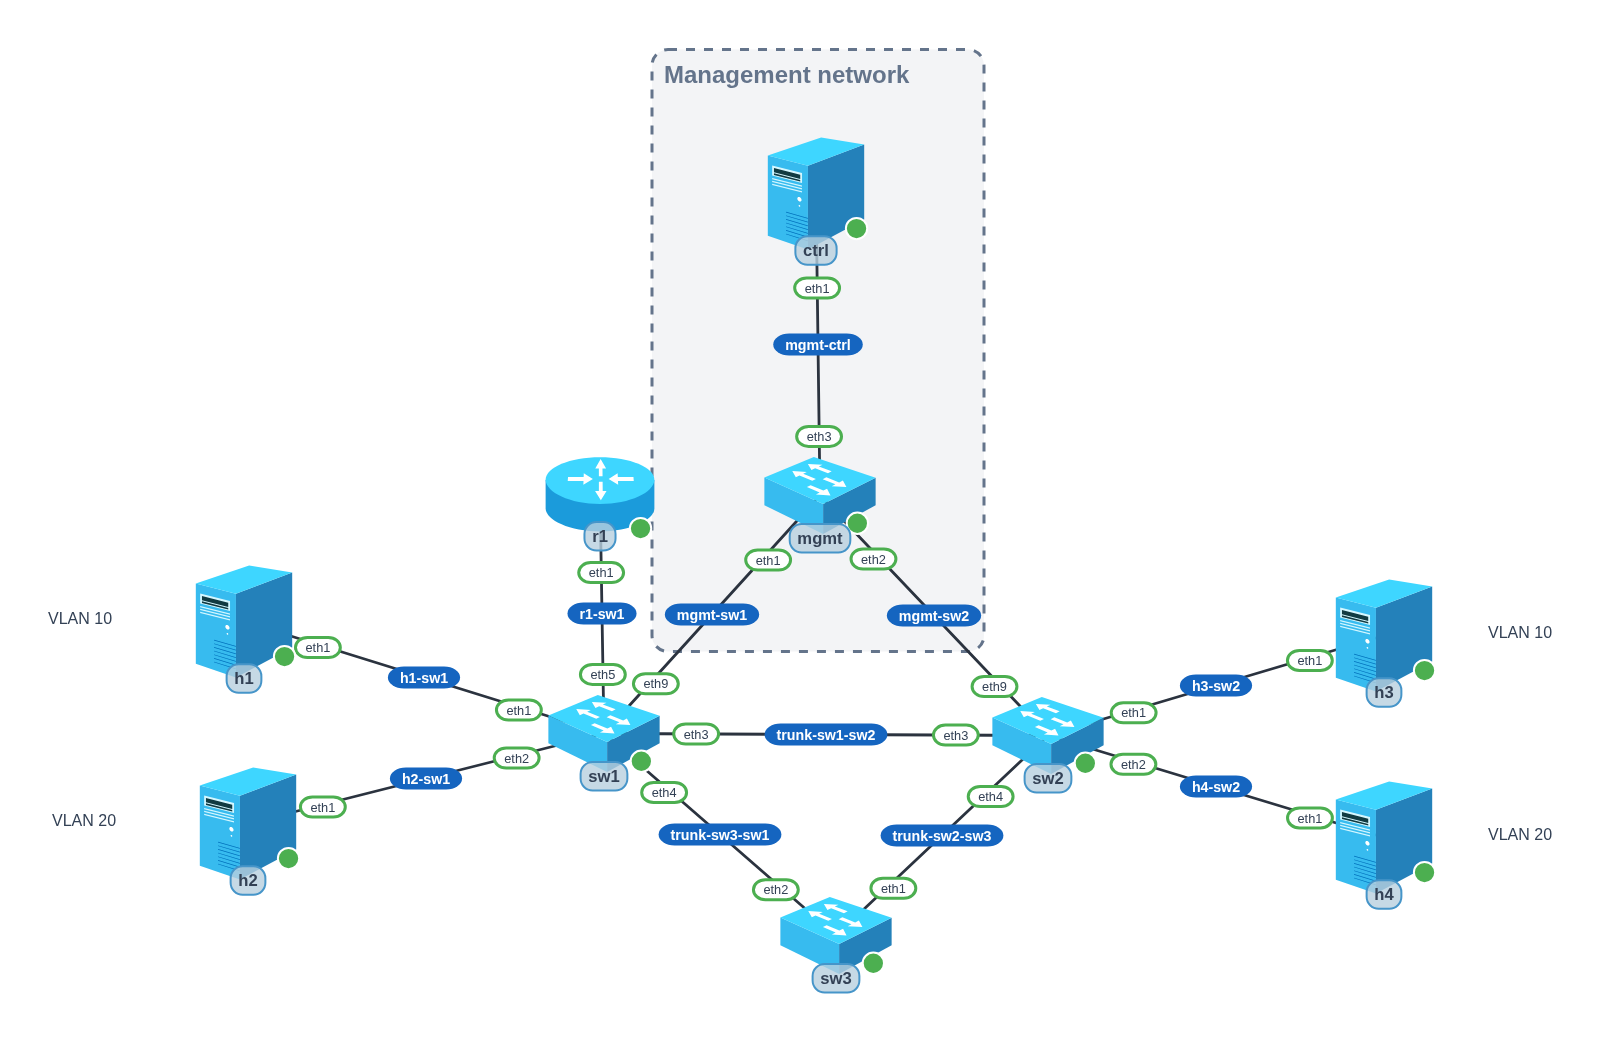 Management network
ctrl
eth1
mgmt-ctrl
eth3
mgmt
r1
eth1
eth1
eth2
r1-sw1
mgmt-sw1
mgmt-sw2
VLAN 10
h1
eth1
h1-sw1
eth1
eth5
eth9
eth9
eth1
h3-sw2
eth1
h3
VLAN 10
sw1
eth3
trunk-sw1-sw2
eth3
sw2
VLAN 20
h2
eth1
h2-sw1
eth2
eth4
eth4
eth2
h4-sw2
eth1
h4
VLAN 20
trunk-sw3-sw1
trunk-sw2-sw3
eth2
eth1
sw3